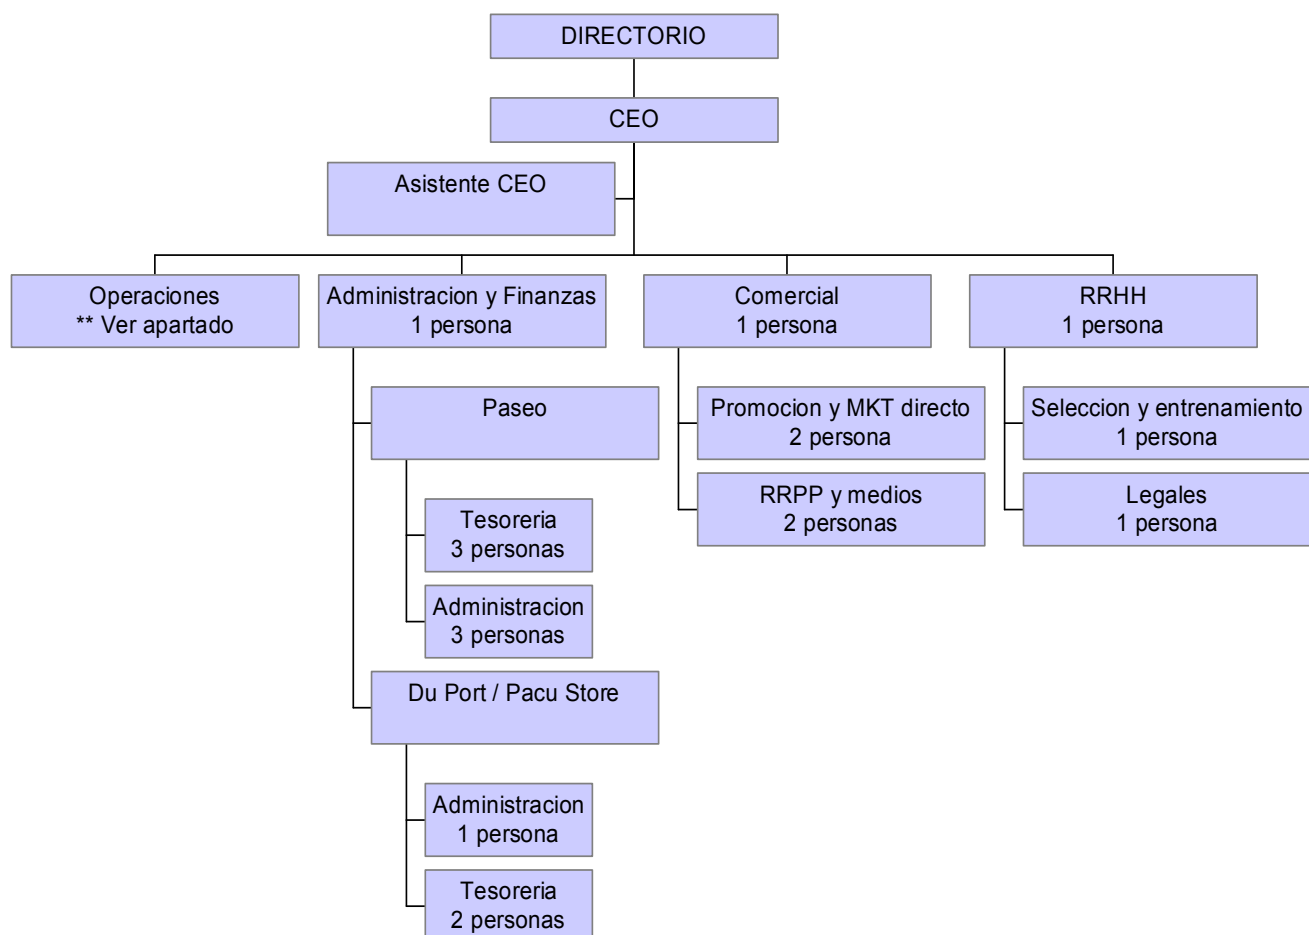 DIRECTORIO
CEO
Asistente CEO
Operaciones
** Ver apartado
Administracion y Finanzas
1 persona
Comercial
1 persona
RRHH
1 persona
Paseo
Tesoreria
3 personas
Administracion
3 personas
Du Port / Pacu Store
Administracion
1 persona
Tesoreria
2 personas
Promocion y MKT directo
2 persona
RRPP y medios
2 personas
Seleccion y entrenamiento
1 persona
Legales
1 persona